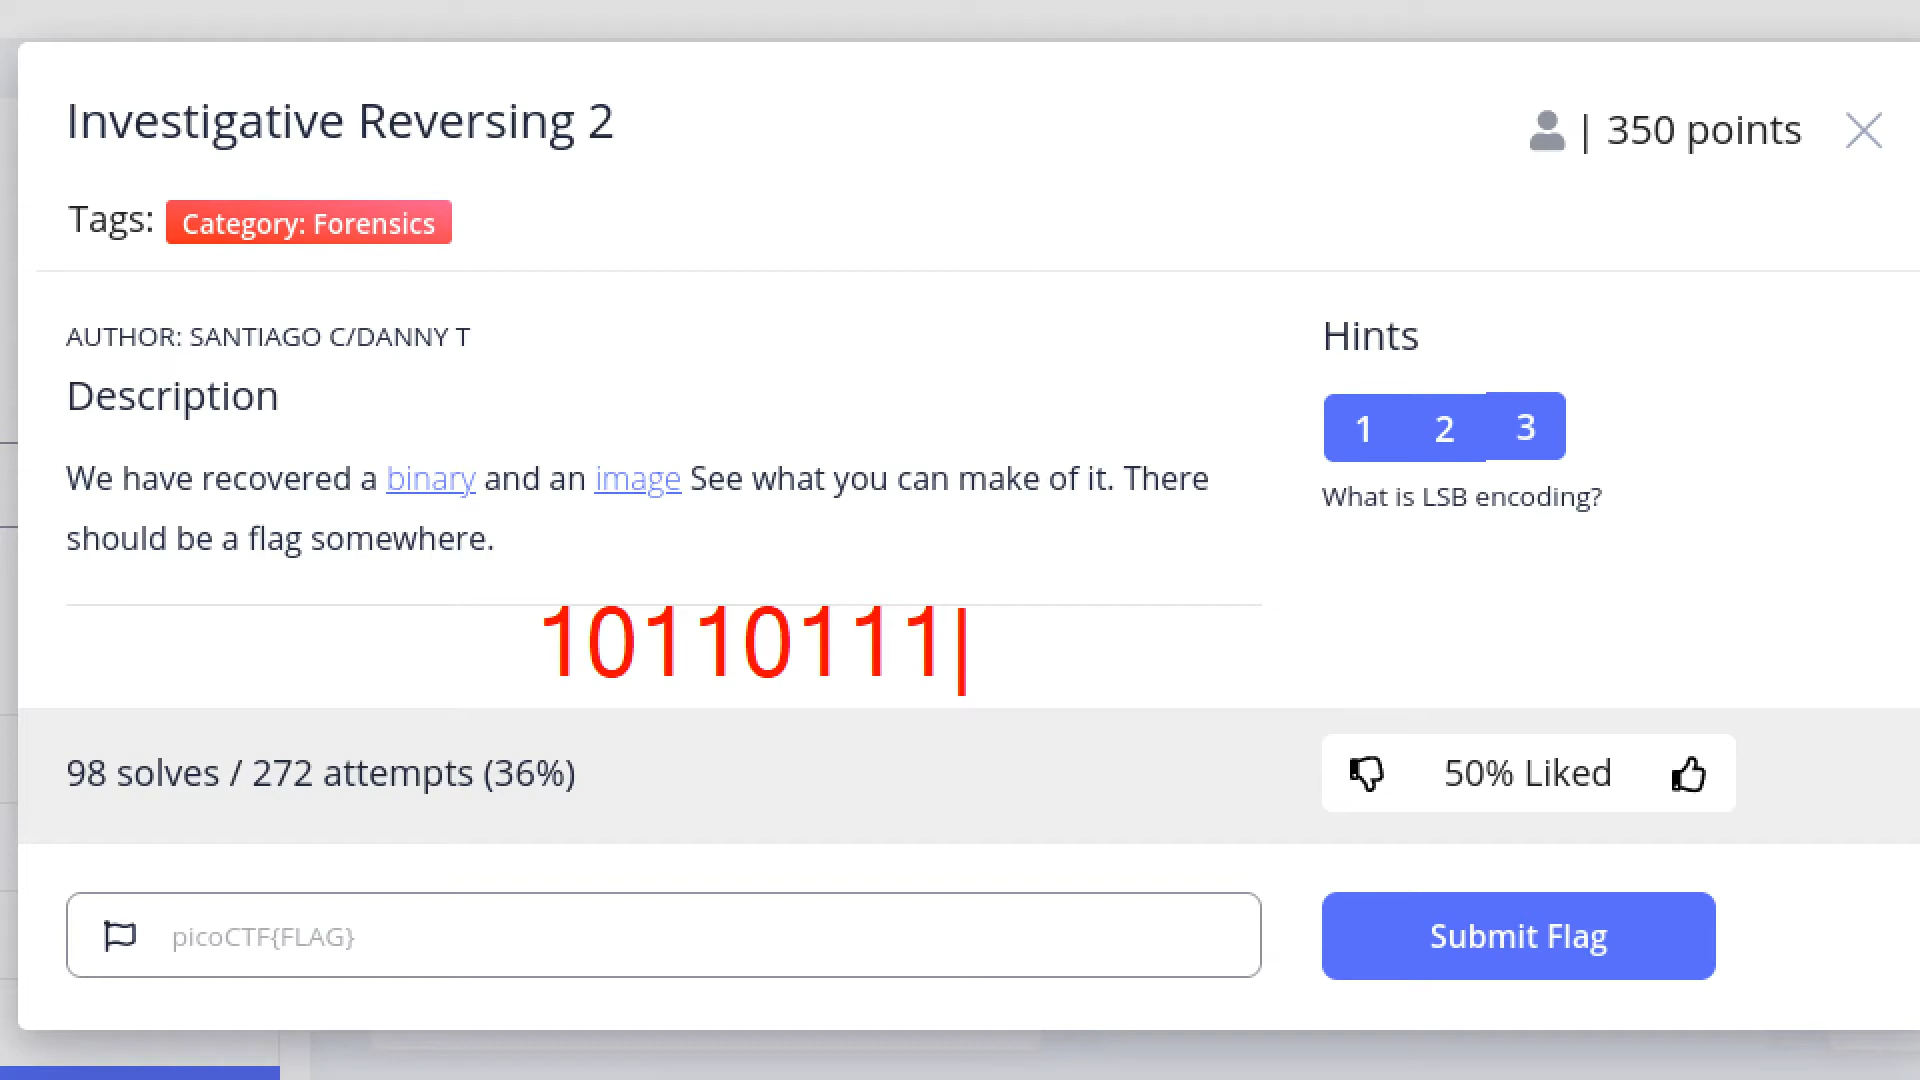 Investigative Reversing 2
| 350 points
Tags: Category: Forensics
AUTHOR: SANTIAGO C/DANNY T
Description
We have recovered a binary and an image See what you can make of it. There
should be a flag somewhere.
Hints
1 2 3
What is LSB encoding?
10110111|
98 solves / 272 attempts (36%)
50% Liked
picoCTF{FLAG}
Submit Flag